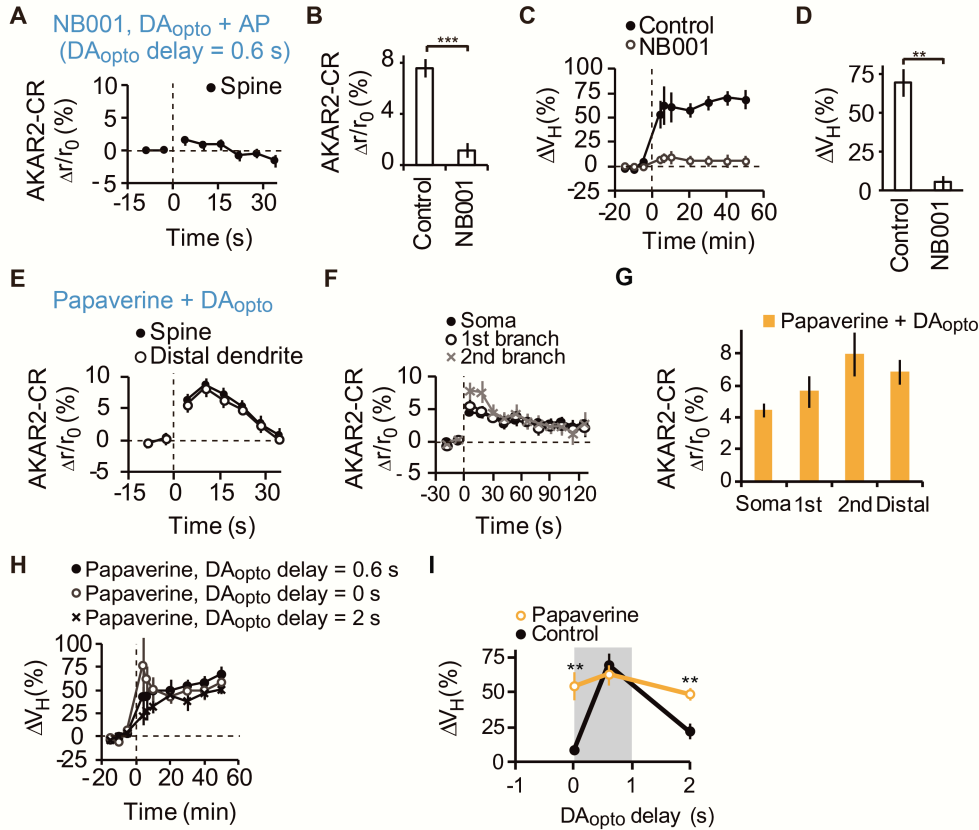 A
NB001, DAopto + AP
(DAopto delay = 0.6 s)
Spine
AKAR2-CR
Δr/r0 (%)
10
5
0
-5
-15
0
15
30
Time (s)
B
***
AKAR2-CR
Δr/r0 (%)
8
4
0
Control
NB001
C
Control
NB001
ΔVH(%)
100
75
50
25
0
-25
-20
0
20
40
60
Time (min)
D
**
ΔVH(%)
75
50
25
0
Control
NB001
E
Papaverine + DAopto
Spine
Distal dendrite
AKAR2-CR
Δr/r0 (%)
10
5
0
-5
-15
0
15
30
Time (s)
F
Soma
1st branch
2nd branch
AKAR2-CR
Δr/r0 (%)
10
5
0
-5
-30
0
30
60
90
120
Time (s)
G
Papaverine + DAopto
AKAR2-CR
Δr/r0 (%)
8
6
4
2
0
Soma 1st 2nd Distal
H
Papaverine, DAopto delay = 0.6 s
Papaverine, DAopto delay = 0 s
Papaverine, DAopto delay = 2 s
ΔVH(%)
100
75
50
25
0
-25
-20
0
20
40
60
Time (min)
I
Papaverine
Control
ΔVH(%)
75
50
25
0
**
**
-1
0
1
2
DAopto delay (s)